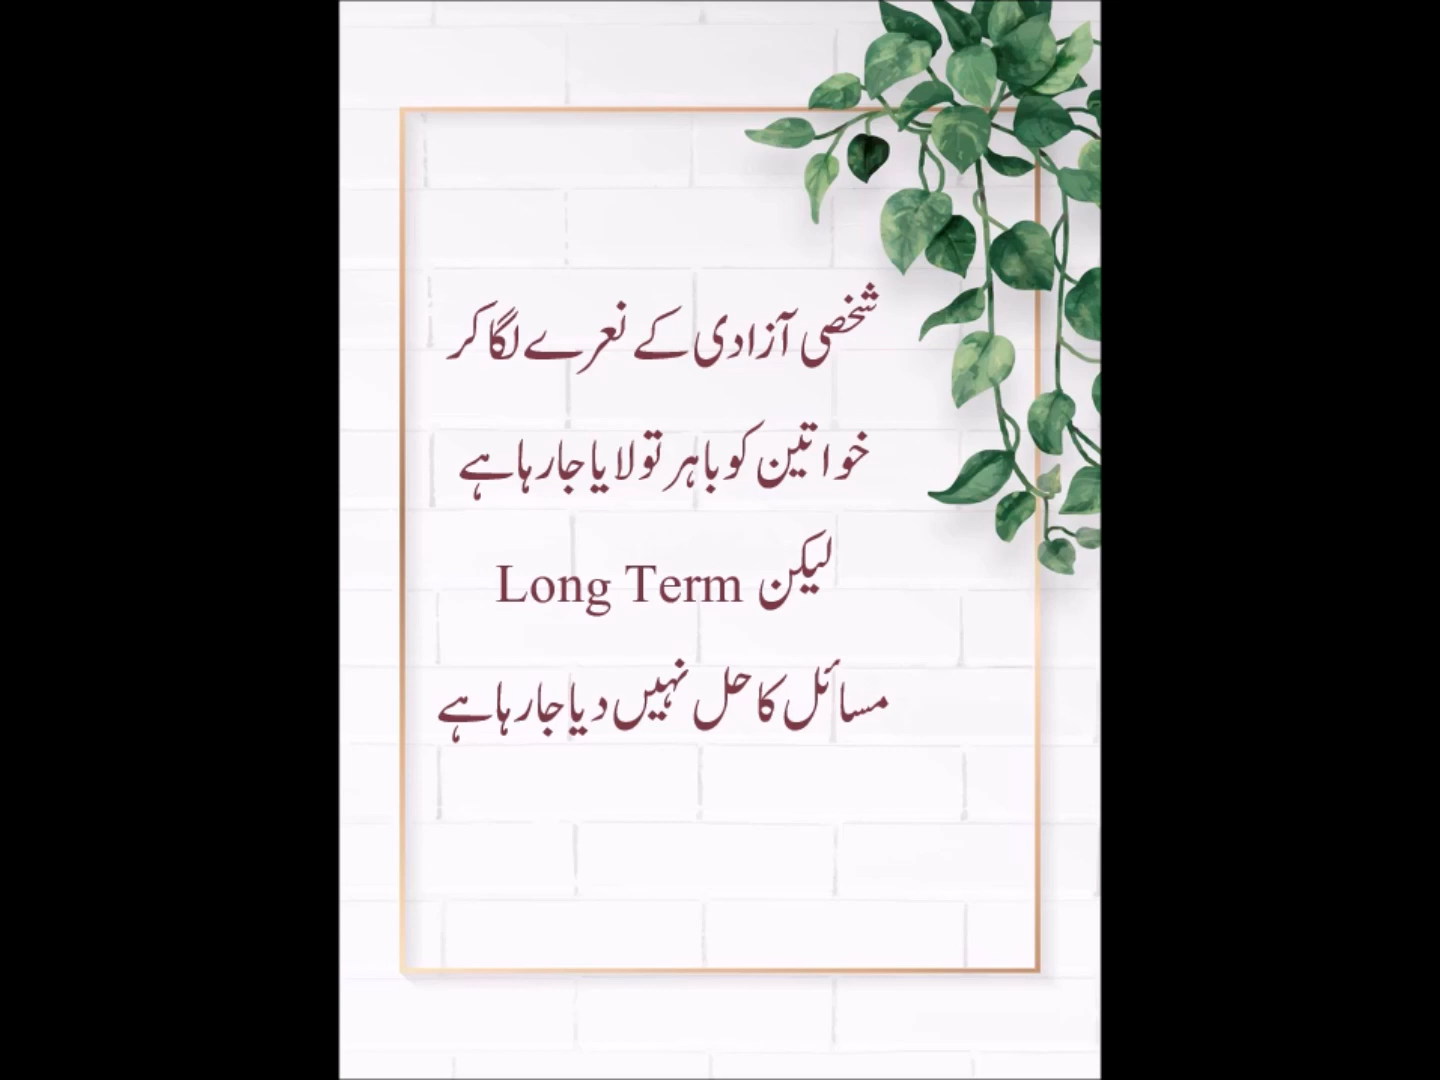 شخصی آزادی کے نعرے لگا کر
خواتین کو باہر تو لایا جا رہا ہے
لیکن Long Term
مسائل کا حل نہیں دیا جا رہا ہے